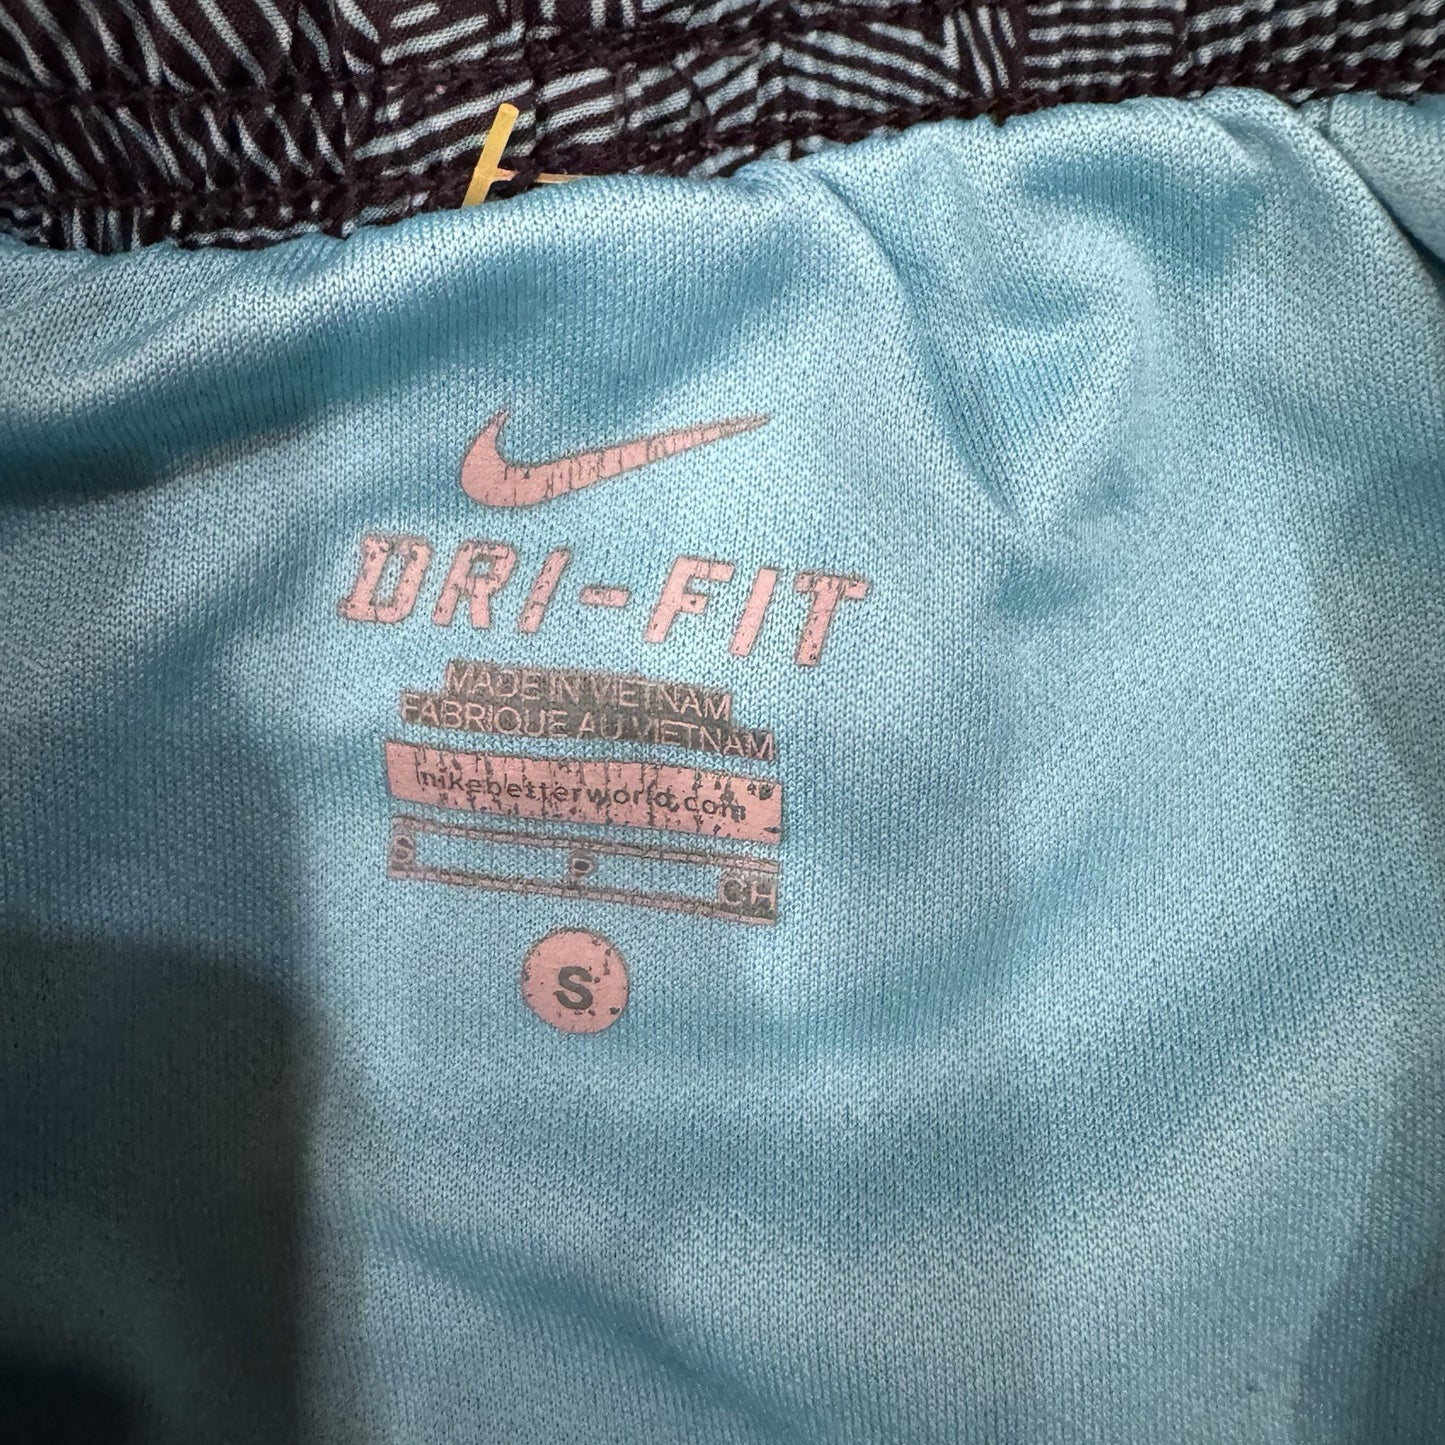 DRI-FIT
MADE IN VIETNAM
FABRIQUE AU VIETNAM
nikebetterworld.com
S P CH
S